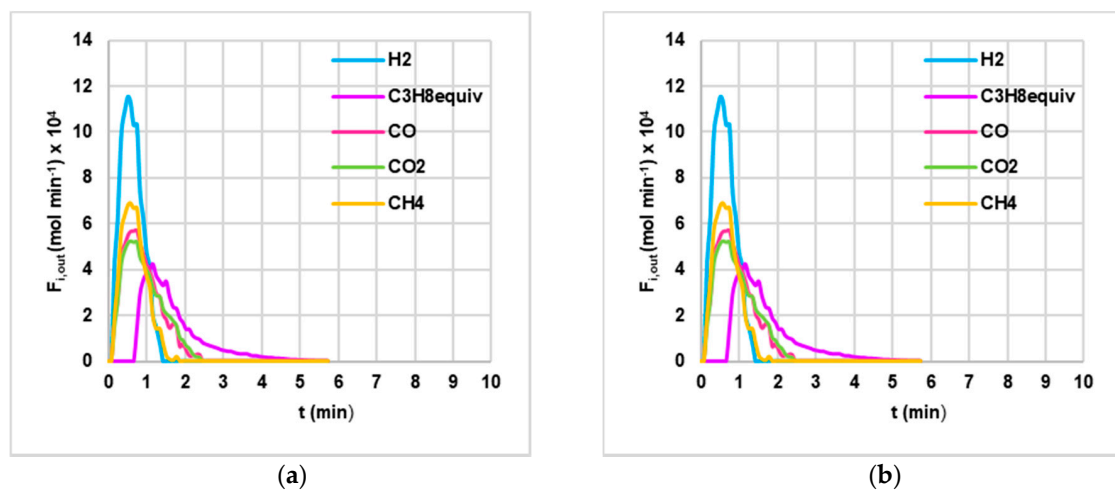 14
12
10
8
6
4
2
0
F i,out (mol min⁻¹) x 10⁴
H2
C3H8equiv
CO
CO2
CH4
0 1 2 3 4 5 6 7 8 9 10
t (min)
(a)
14
12
10
8
6
4
2
0
F i,out (mol min⁻¹) x 10⁴
H2
C3H8equiv
CO
CO2
CH4
0 1 2 3 4 5 6 7 8 9 10
t (min)
(b)